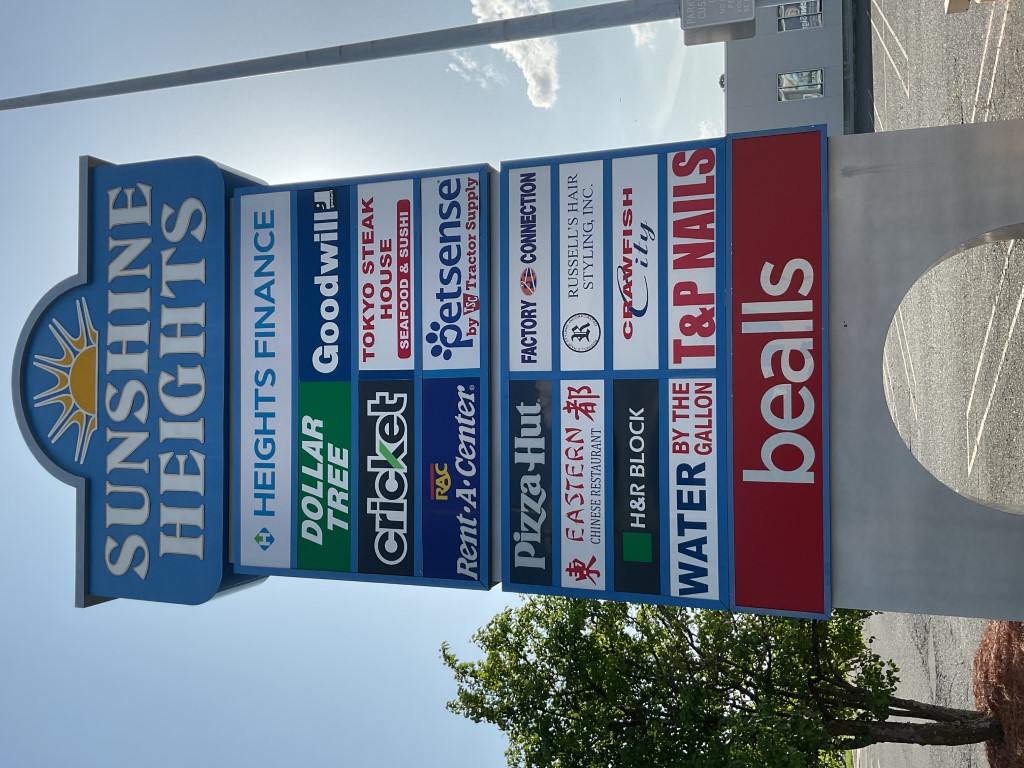 SUNSHINE
HEIGHTS
HEIGHTS FINANCE
DOLLAR
TREE
Goodwill
cricket
TOKYO STEAK
HOUSE
SEAFOOD & SUSHI
RAC
Rent-A-Center®
petsense
by TSC Tractor Supply
Pizza Hut
FACTORY CONNECTION
東 EASTERN 都
CHINESE RESTAURANT
R RUSSELL'S HAIR
STYLING, INC.
H&R BLOCK
CRAWFISH
City
WATER BY THE
GALLON
T&P NAILS
bealls